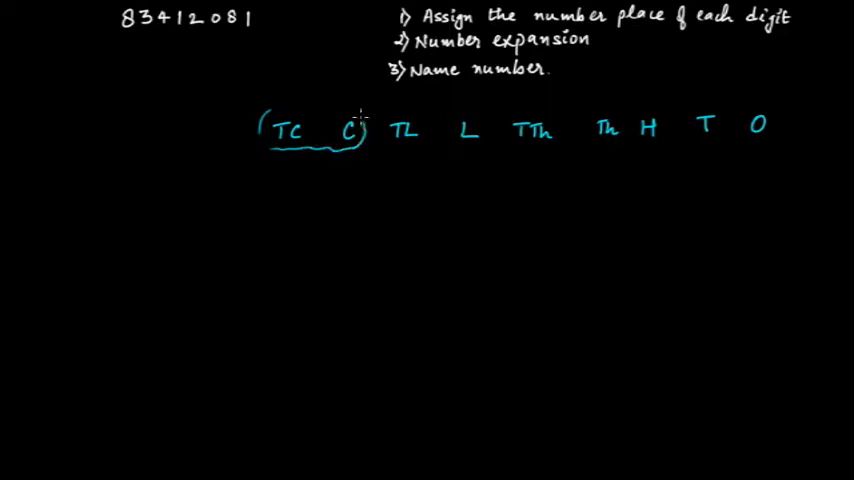 83412081
1) Assign the number place of each digit
2) Number expansion
3) Name number.
(TC C) TL L TTh Th H T O